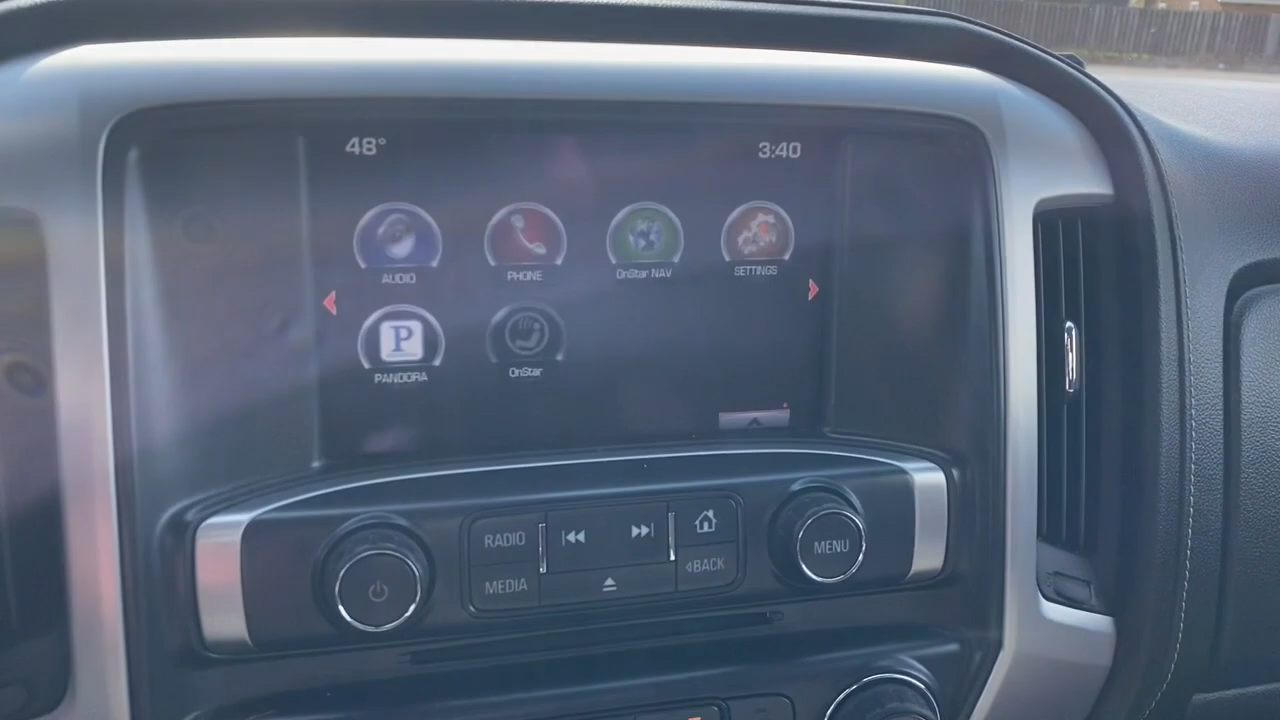 48°
3:40
AUDIO
PHONE
OnStar NAV
SETTINGS
P
PANDORA
OnStar
RADIO
MEDIA
BACK
MENU